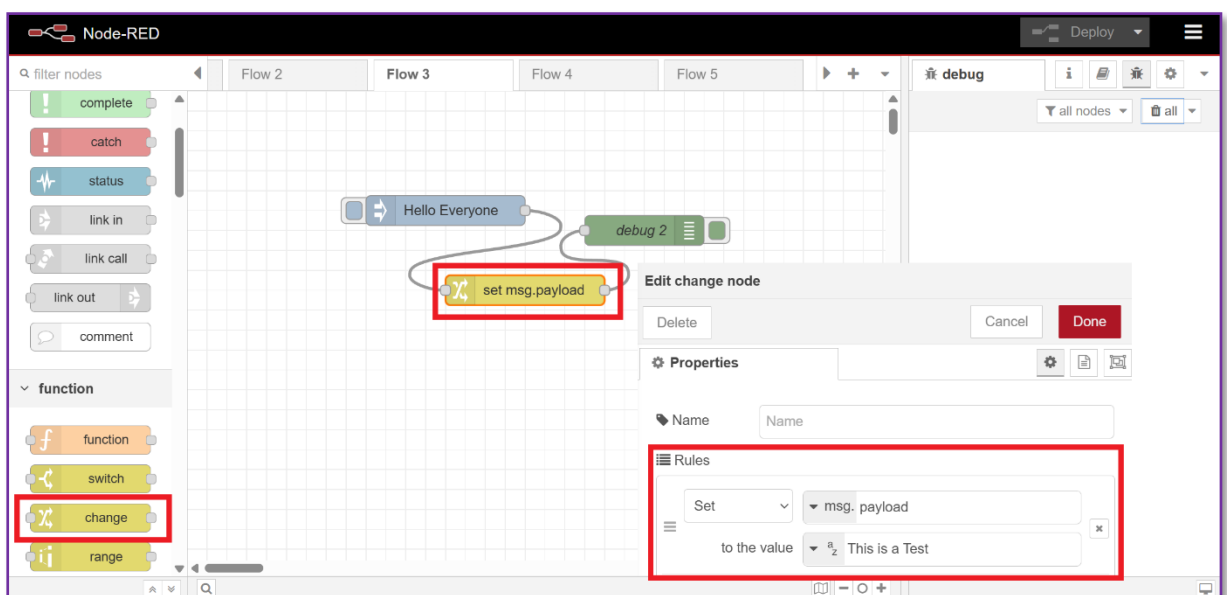 Node-RED
Deploy
filter nodes
Flow 2
Flow 3
Flow 4
Flow 5
debug
i
all nodes
all
complete
catch
status
link in
link call
link out
comment
function
function
switch
change
range
Hello Everyone
debug 2
set msg.payload
Edit change node
Delete
Cancel
Done
Properties
Name
Name
Rules
Set
msg. payload
to the value
a
z
This is a Test